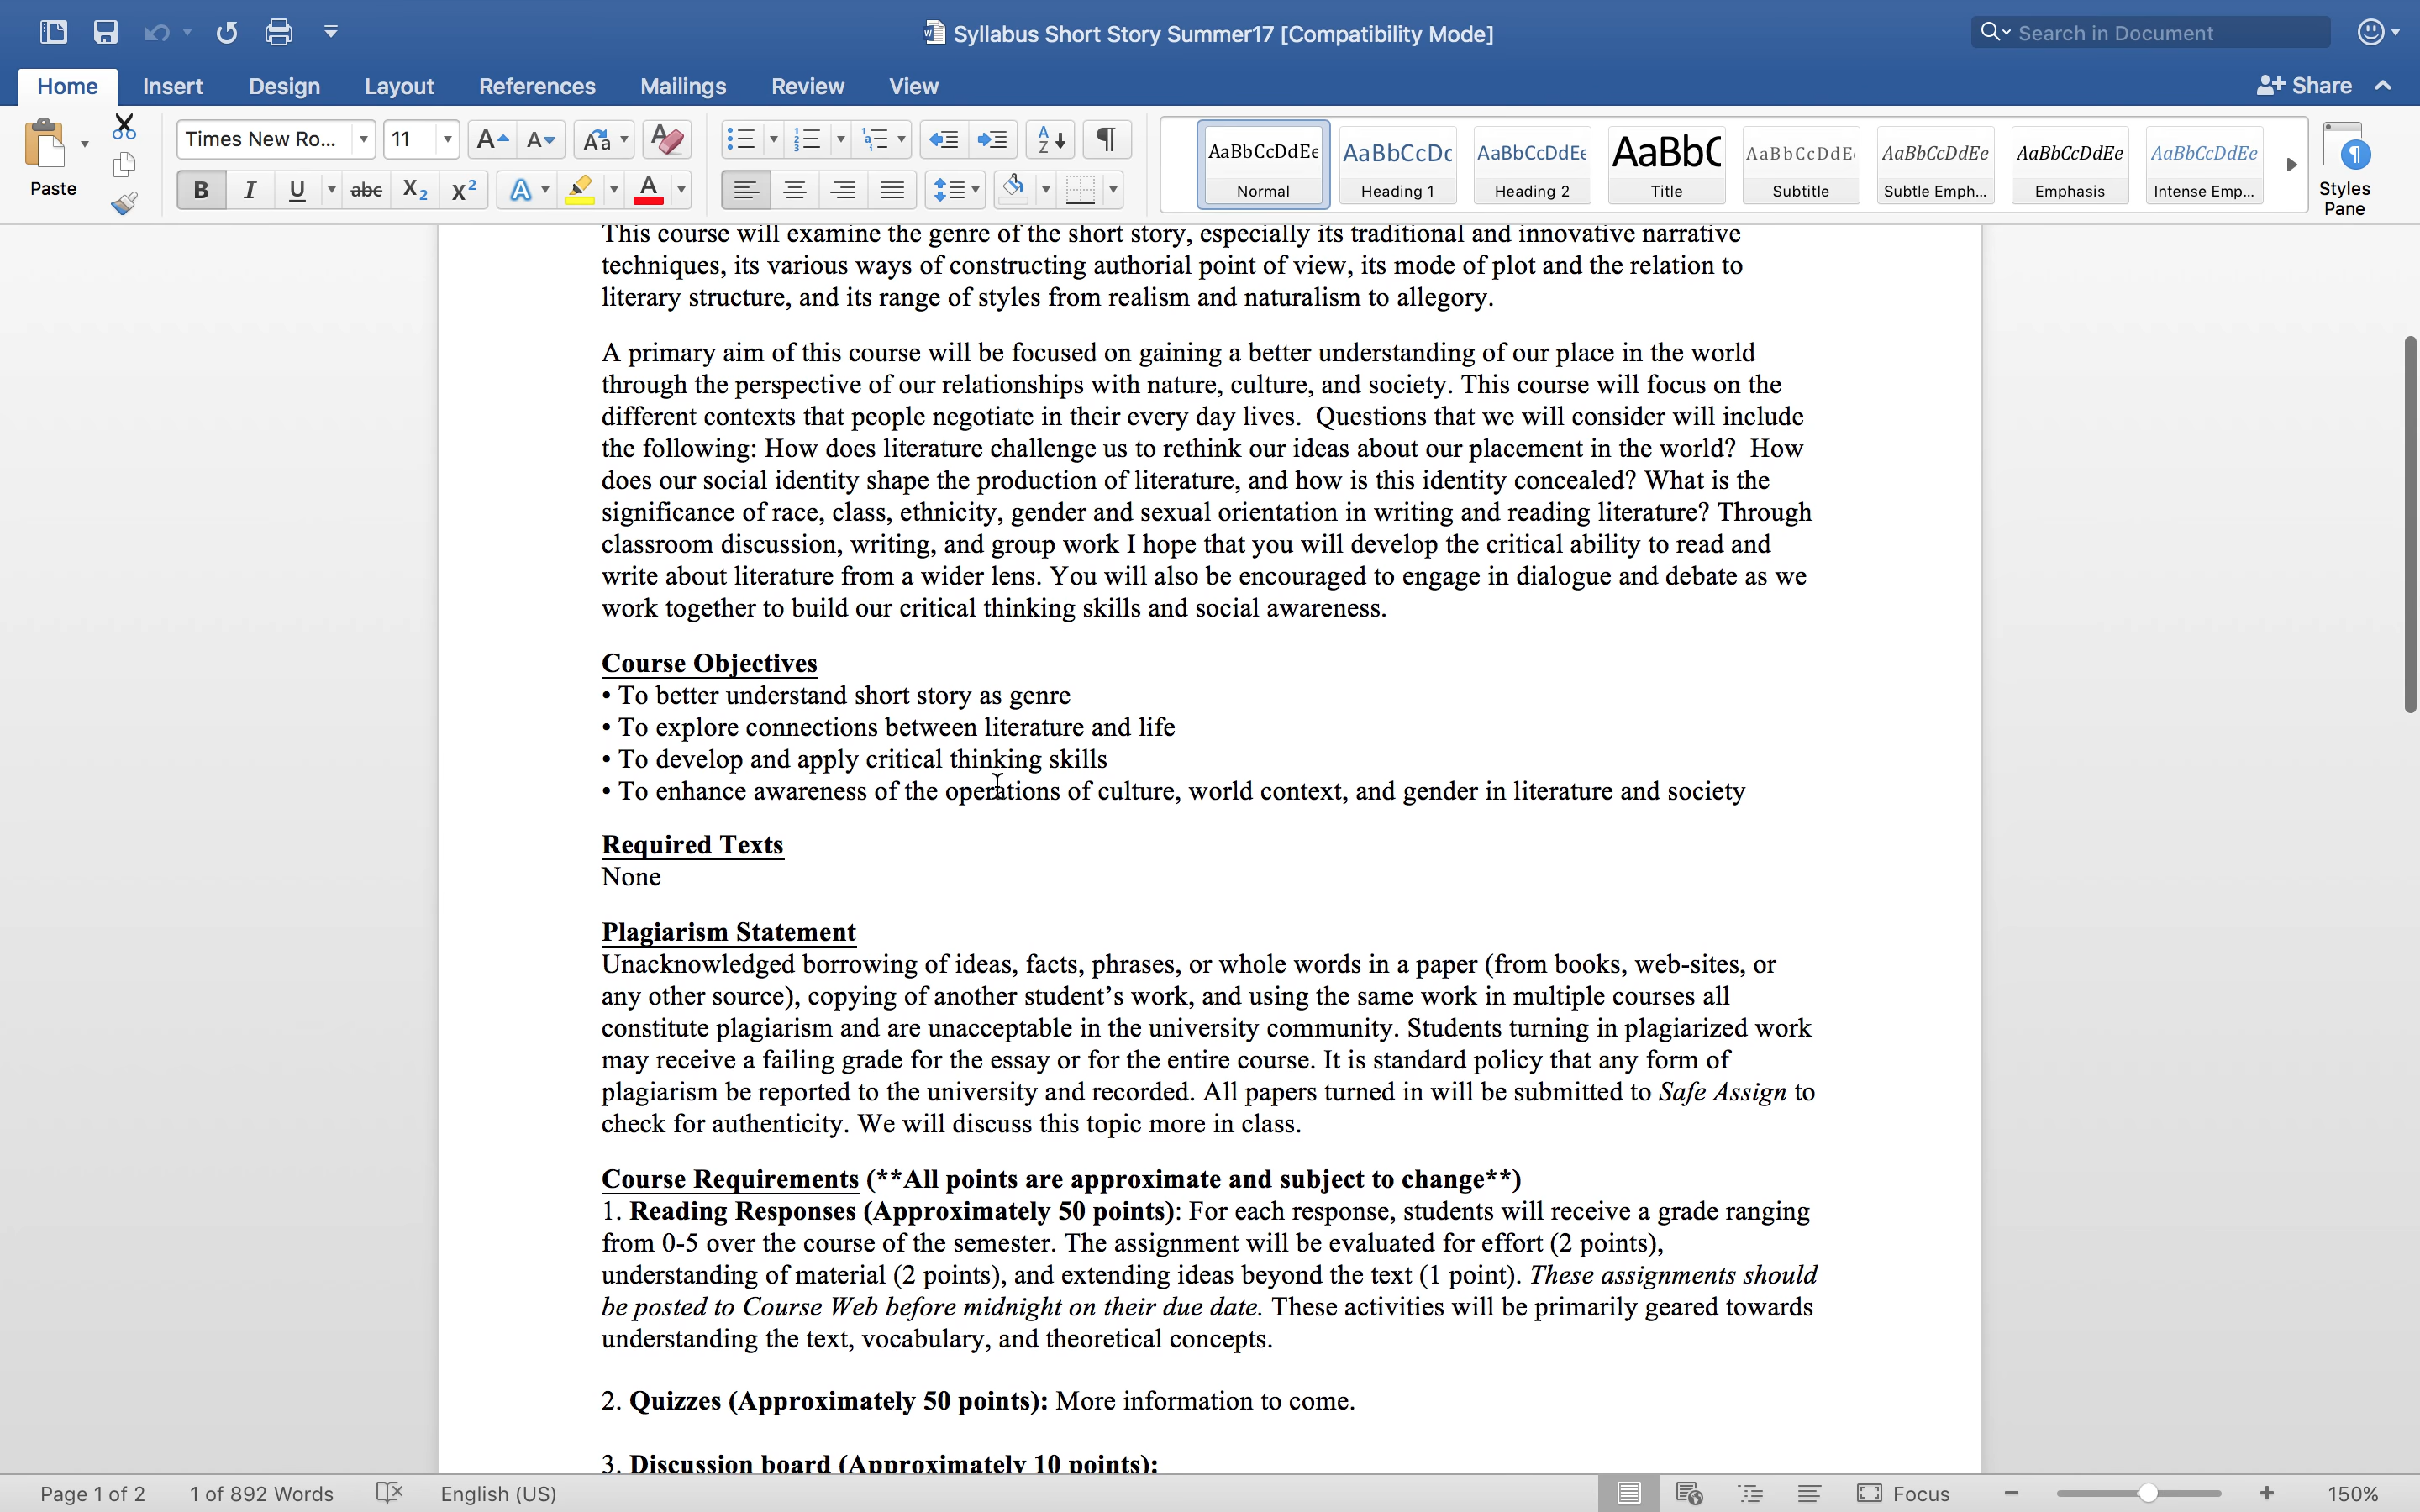 Syllabus Short Story Summer17 [Compatibility Mode]
Search in Document
Home Insert Design Layout References Mailings Review View
Share
Paste
Times New Ro... 11
B I U abc X2 X2 A A
AaBbCcDdEe AaBbCcDc AaBbCcDdEe AaBbC AaBbCcDdE AaBbCcDdEe AaBbCcDdEe AaBbCcDdEe
Normal Heading 1 Heading 2 Title Subtitle Subtle Emph... Emphasis Intense Emp...
Styles
Pane
This course will examine the genre of the short story, especially its traditional and innovative narrative
techniques, its various ways of constructing authorial point of view, its mode of plot and the relation to
literary structure, and its range of styles from realism and naturalism to allegory.
A primary aim of this course will be focused on gaining a better understanding of our place in the world
through the perspective of our relationships with nature, culture, and society. This course will focus on the
different contexts that people negotiate in their every day lives.  Questions that we will consider will include
the following: How does literature challenge us to rethink our ideas about our placement in the world?  How
does our social identity shape the production of literature, and how is this identity concealed? What is the
significance of race, class, ethnicity, gender and sexual orientation in writing and reading literature? Through
classroom discussion, writing, and group work I hope that you will develop the critical ability to read and
write about literature from a wider lens. You will also be encouraged to engage in dialogue and debate as we
work together to build our critical thinking skills and social awareness.
Course Objectives
• To better understand short story as genre
• To explore connections between literature and life
• To develop and apply critical thinking skills
• To enhance awareness of the operations of culture, world context, and gender in literature and society
Required Texts
None
Plagiarism Statement
Unacknowledged borrowing of ideas, facts, phrases, or whole words in a paper (from books, web-sites, or
any other source), copying of another student’s work, and using the same work in multiple courses all
constitute plagiarism and are unacceptable in the university community. Students turning in plagiarized work
may receive a failing grade for the essay or for the entire course. It is standard policy that any form of
plagiarism be reported to the university and recorded. All papers turned in will be submitted to Safe Assign to
check for authenticity. We will discuss this topic more in class.
Course Requirements (**All points are approximate and subject to change**)
1. Reading Responses (Approximately 50 points): For each response, students will receive a grade ranging
from 0-5 over the course of the semester. The assignment will be evaluated for effort (2 points),
understanding of material (2 points), and extending ideas beyond the text (1 point). These assignments should
be posted to Course Web before midnight on their due date. These activities will be primarily geared towards
understanding the text, vocabulary, and theoretical concepts.
2. Quizzes (Approximately 50 points): More information to come.
3. Discussion board (Approximately 10 points):
Page 1 of 2 1 of 892 Words English (US) Focus 150%